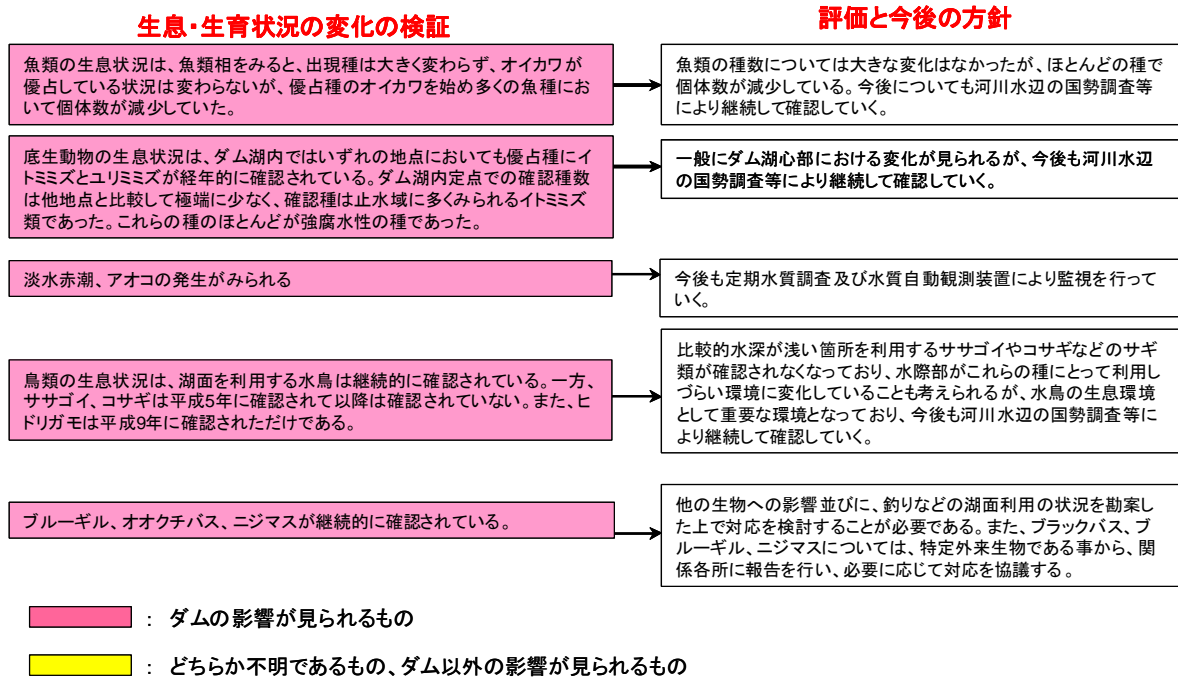 生息・生育状況の変化の検証
評価と今後の方針
魚類の生息状況は、魚類相をみると、出現種は大きく変わらず、オイカワが
優占している状況は変わらないが、優占種のオイカワを始め多くの魚種にお
いて個体数が減少していた。
魚類の種数については大きな変化はなかったが、ほとんどの種で
個体数が減少している。今後についても河川水辺の国勢調査等
により継続して確認していく。
底生動物の生息状況は、ダム湖内ではいずれの地点においても優占種にイ
トミミズとユリミミズが経年的に確認されている。ダム湖内定点での確認種数
は他地点と比較して極端に少なく、確認種は止水域に多くみられるイトミミズ
類であった。これらの種のほとんどが強腐水性の種であった。
一般にダム湖心部における変化が見られるが、今後も河川水辺
の国勢調査等により継続して確認していく。
淡水赤潮、アオコの発生がみられる
今後も定期水質調査及び水質自動観測装置により監視を行って
いく。
鳥類の生息状況は、湖面を利用する水鳥は継続的に確認されている。一方、
ササゴイ、コサギは平成5年に確認されて以降は確認されていない。また、ヒ
ドリガモは平成9年に確認されただけである。
比較的水深が浅い箇所を利用するササゴイやコサギなどのサギ
類が確認されなくなっており、水際部がこれらの種にとって利用し
づらい環境に変化していることも考えられるが、水鳥の生息環境
として重要な環境となっており、今後も河川水辺の国勢調査等に
より継続して確認していく。
ブルーギル、オオクチバス、ニジマスが継続的に確認されている。
他の生物への影響並びに、釣りなどの湖面利用の状況を勘案し
た上で対応を検討することが必要である。また、ブラックバス、ブ
ルーギル、ニジマスについては、特定外来生物である事から、関
係各所に報告を行い、必要に応じて対応を協議する。
： ダムの影響が見られるもの
： どちらか不明であるもの、ダム以外の影響が見られるもの